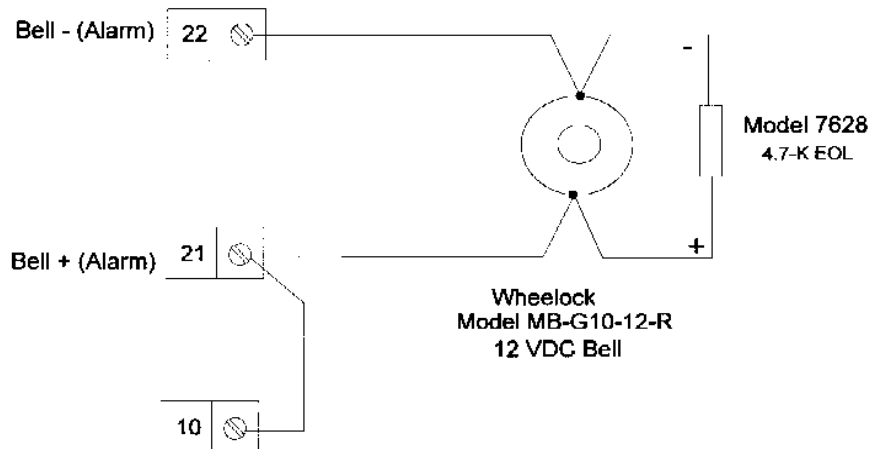 Bell - (Alarm) 22
-
Model 7628
4.7-K EOL
Bell + (Alarm) 21
+
Wheelock
Model MB-G10-12-R
12 VDC Bell
10